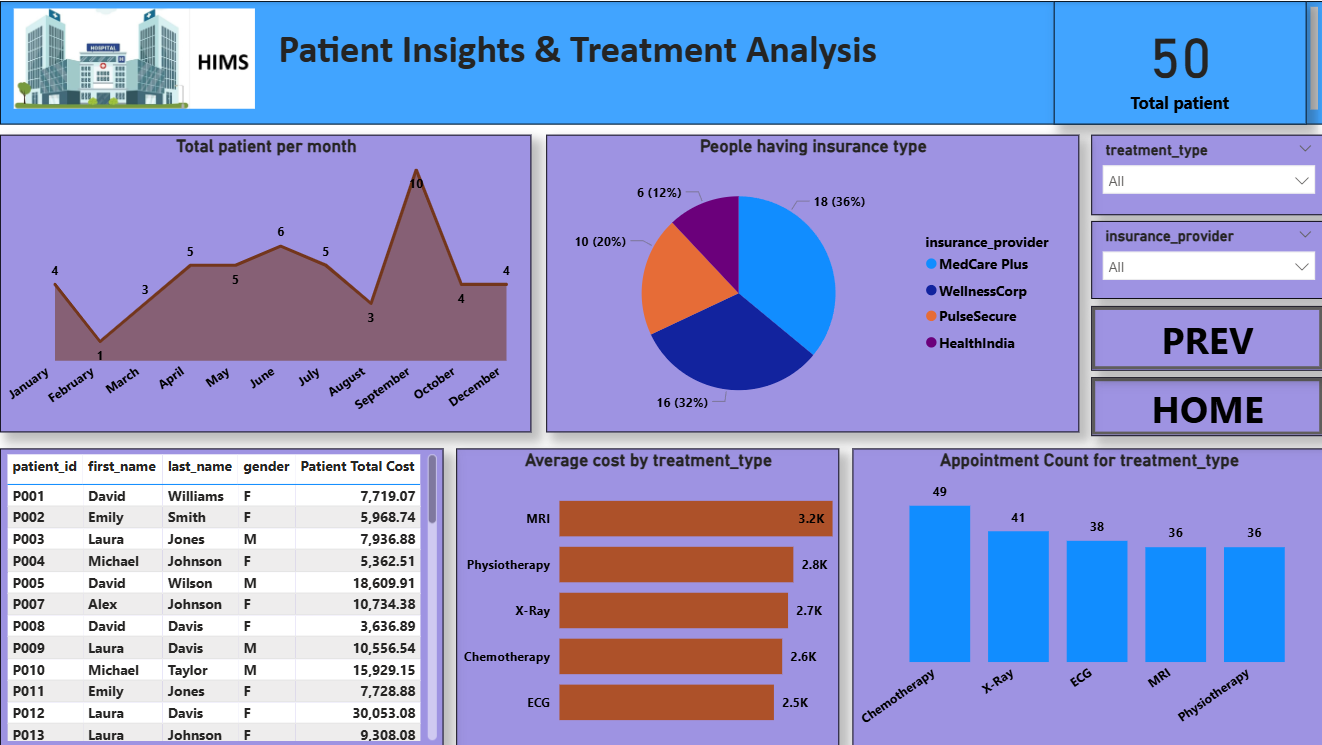 HOSPITAL
HIMS
Patient Insights & Treatment Analysis
50
Total patient
Total patient per month
4
1
3
5
5
6
5
3
10
4
4
January
February
March
April
May
June
July
August
September
October
December
People having insurance type
6 (12%)
18 (36%)
10 (20%)
16 (32%)
insurance_provider
MedCare Plus
WellnessCorp
PulseSecure
HealthIndia
treatment_type
All
insurance_provider
All
PREV
HOME
patient_id first_name last_name gender Patient Total Cost
P001 David Williams F 7,719.07
P002 Emily Smith F 5,968.74
P003 Laura Jones M 7,936.88
P004 Michael Johnson F 5,362.51
P005 David Wilson M 18,609.91
P007 Alex Johnson F 10,734.38
P008 David Davis F 3,636.89
P009 Laura Davis M 10,556.54
P010 Michael Taylor M 15,929.15
P011 Emily Jones F 7,728.88
P012 Laura Davis F 30,053.08
P013 Laura Johnson F 9,308.08
Average cost by treatment_type
MRI 3.2K
Physiotherapy 2.8K
X-Ray 2.7K
Chemotherapy 2.6K
ECG 2.5K
Appointment Count for treatment_type
49
41
38
36
36
Chemotherapy
X-Ray
ECG
MRI
Physiotherapy